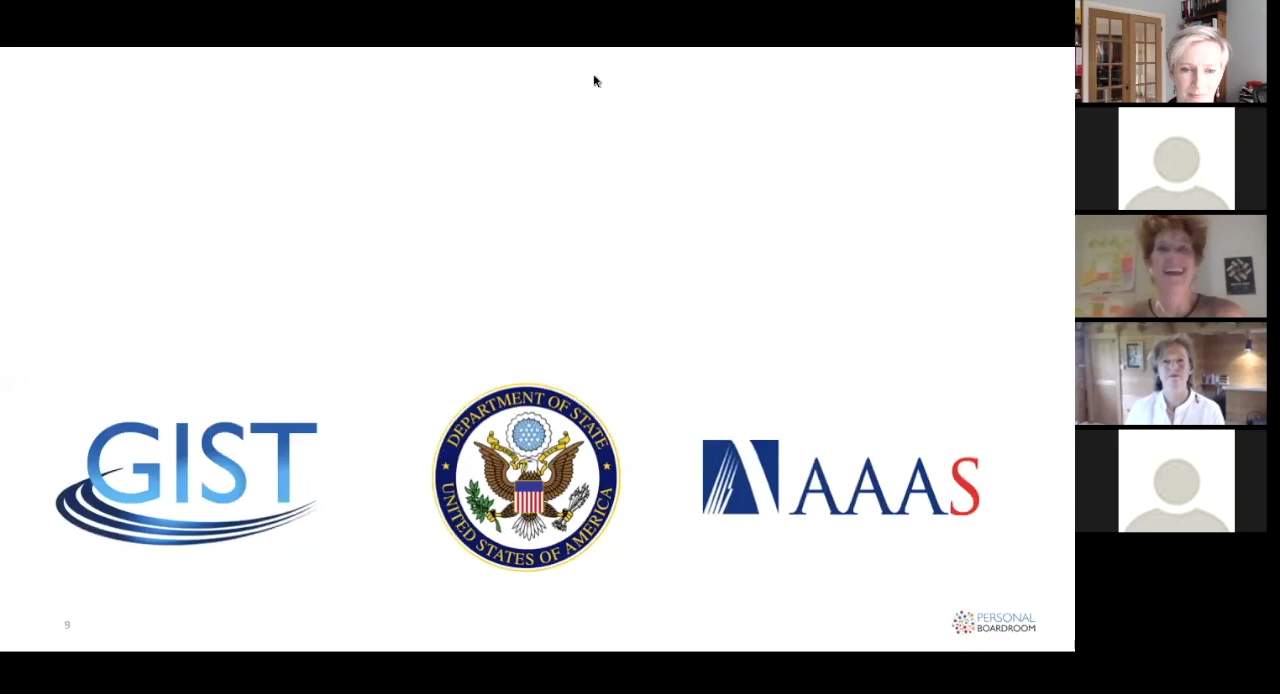 GIST
DEPARTMENT OF STATE
UNITED STATES OF AMERICA
AAAS
9
PERSONAL
BOARDROOM